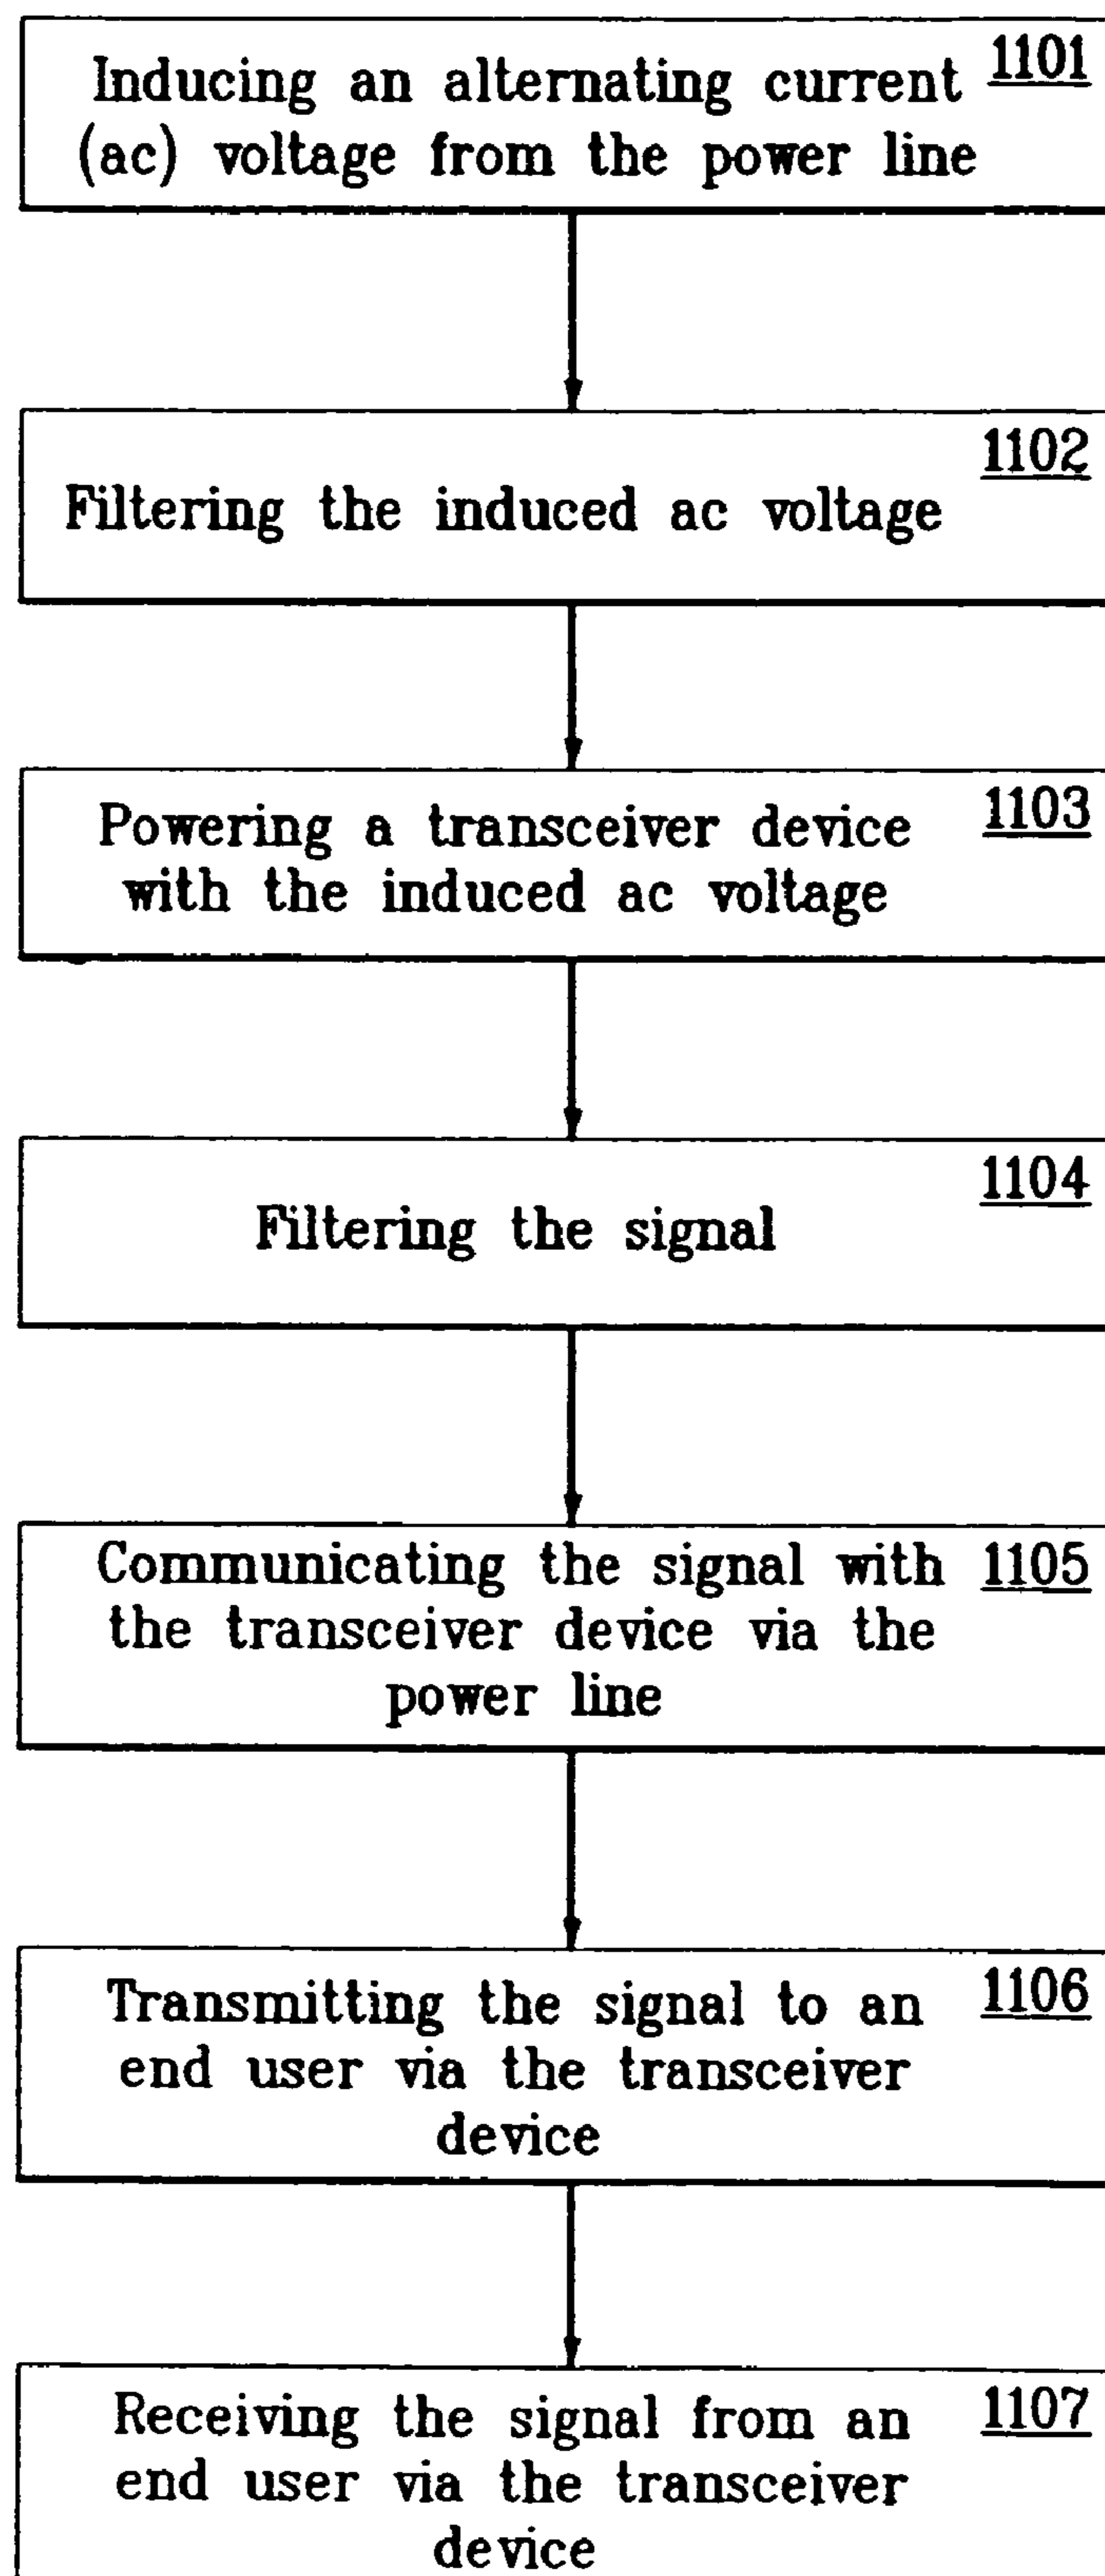 Inducing an alternating current 1101
(ac) voltage from the power line
1102
Filtering the induced ac voltage
Powering a transceiver device 1103
with the induced ac voltage
1104
Filtering the signal
Communicating the signal with 1105
the transceiver device via the
power line
Transmitting the signal to an 1106
end user via the transceiver
device
Receiving the signal from an 1107
end user via the transceiver
device